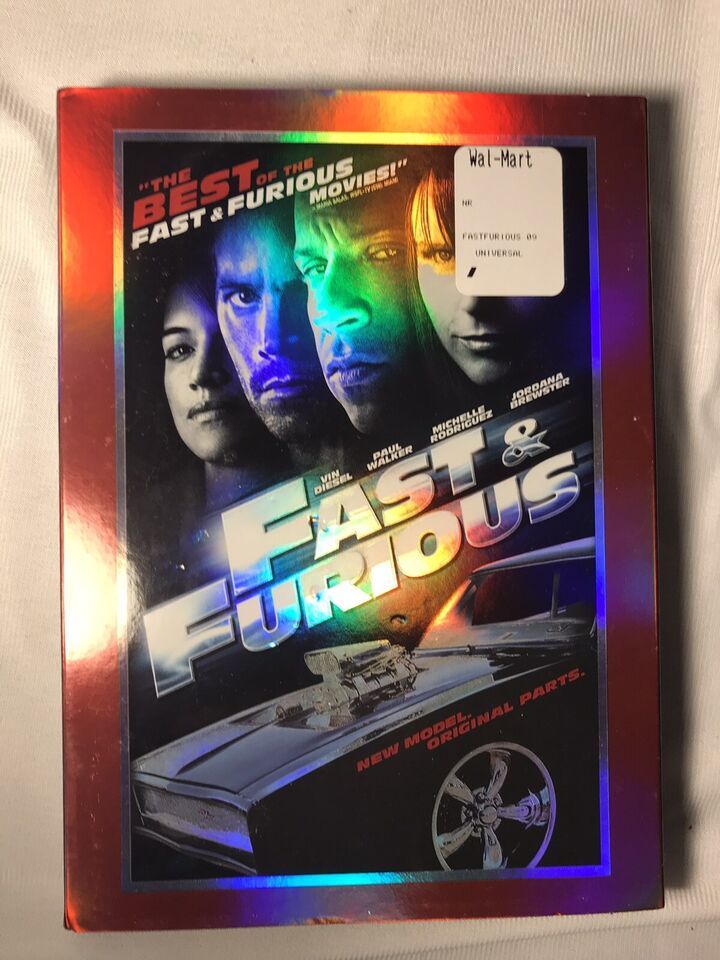 "THE
BEST OF THE
FAST & FURIOUS
MOVIES!"
Wal-Mart
NR
FASTFURIOUS 09
UNIVERSAL
VIN
DIESEL
PAUL
WALKER
MICHELLE
RODRIGUEZ
JORDANA
BREWSTER
FAST &
FURIOUS
NEW MODEL.
ORIGINAL PARTS.